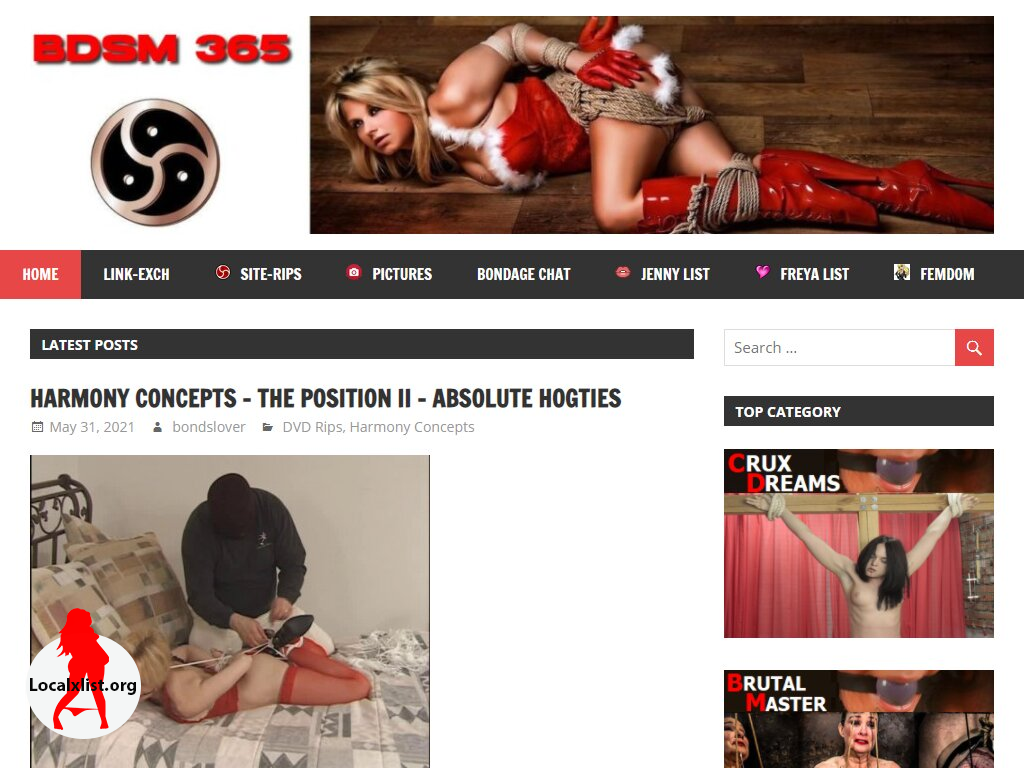 BDSM 365
HOME
LINK-EXCH
SITE-RIPS
PICTURES
BONDAGE CHAT
JENNY LIST
FREYA LIST
FEMDOM
LATEST POSTS
Search ...
HARMONY CONCEPTS – THE POSITION II – ABSOLUTE HOGTIES
May 31, 2021 bondslover DVD Rips, Harmony Concepts
TOP CATEGORY
CRUX
DREAMS
Localxlist.org
BRUTAL
MASTER